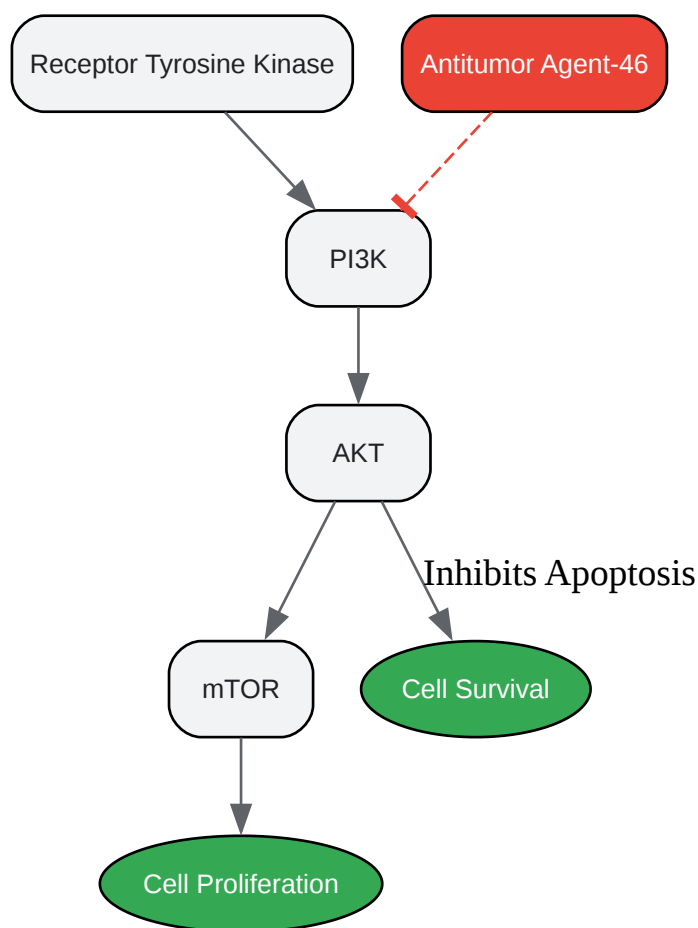 Receptor Tyrosine Kinase
Antitumor Agent-46
PI3K
AKT
Inhibits Apoptosis
mTOR
Cell Survival
Cell Proliferation